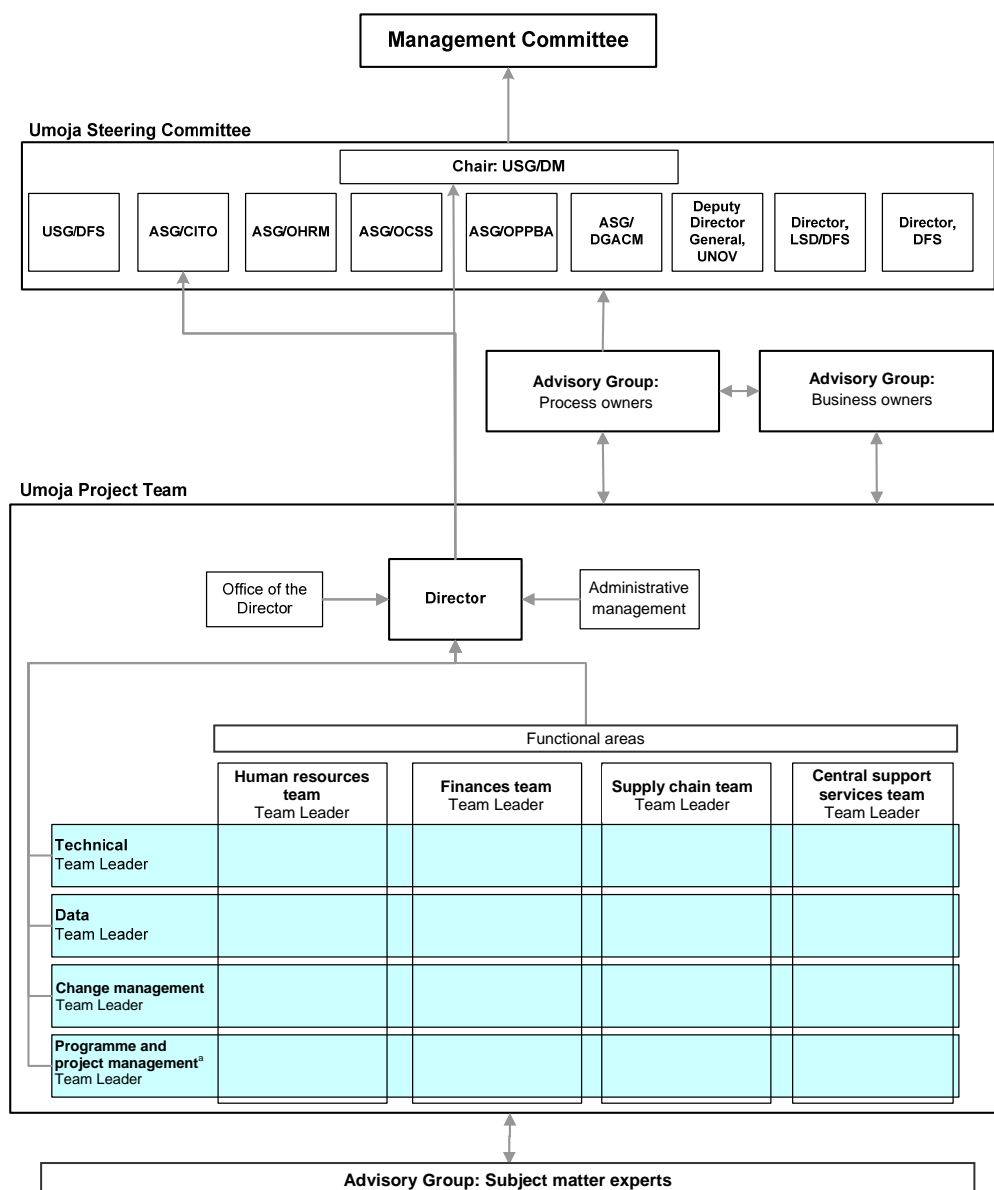 Management Committee
Umoja Steering Committee
Chair: USG/DM
USG/DFS
ASG/CITO
ASG/OHRM
ASG/OCSS
ASG/OPPBA
ASG/
DGACM
Deputy
Director
General,
UNOV
Director,
LSD/DFS
Director,
DFS
Advisory Group:
Process owners
Advisory Group:
Business owners
Umoja Project Team
Office of the
Director
Director
Administrative
management
Functional areas
Human resources
team
Team Leader
Finances team
Team Leader
Supply chain team
Team Leader
Central support
services team
Team Leader
Technical
Team Leader
Data
Team Leader
Change management
Team Leader
Programme and
project managementᵃ
Team Leader
Advisory Group: Subject matter experts